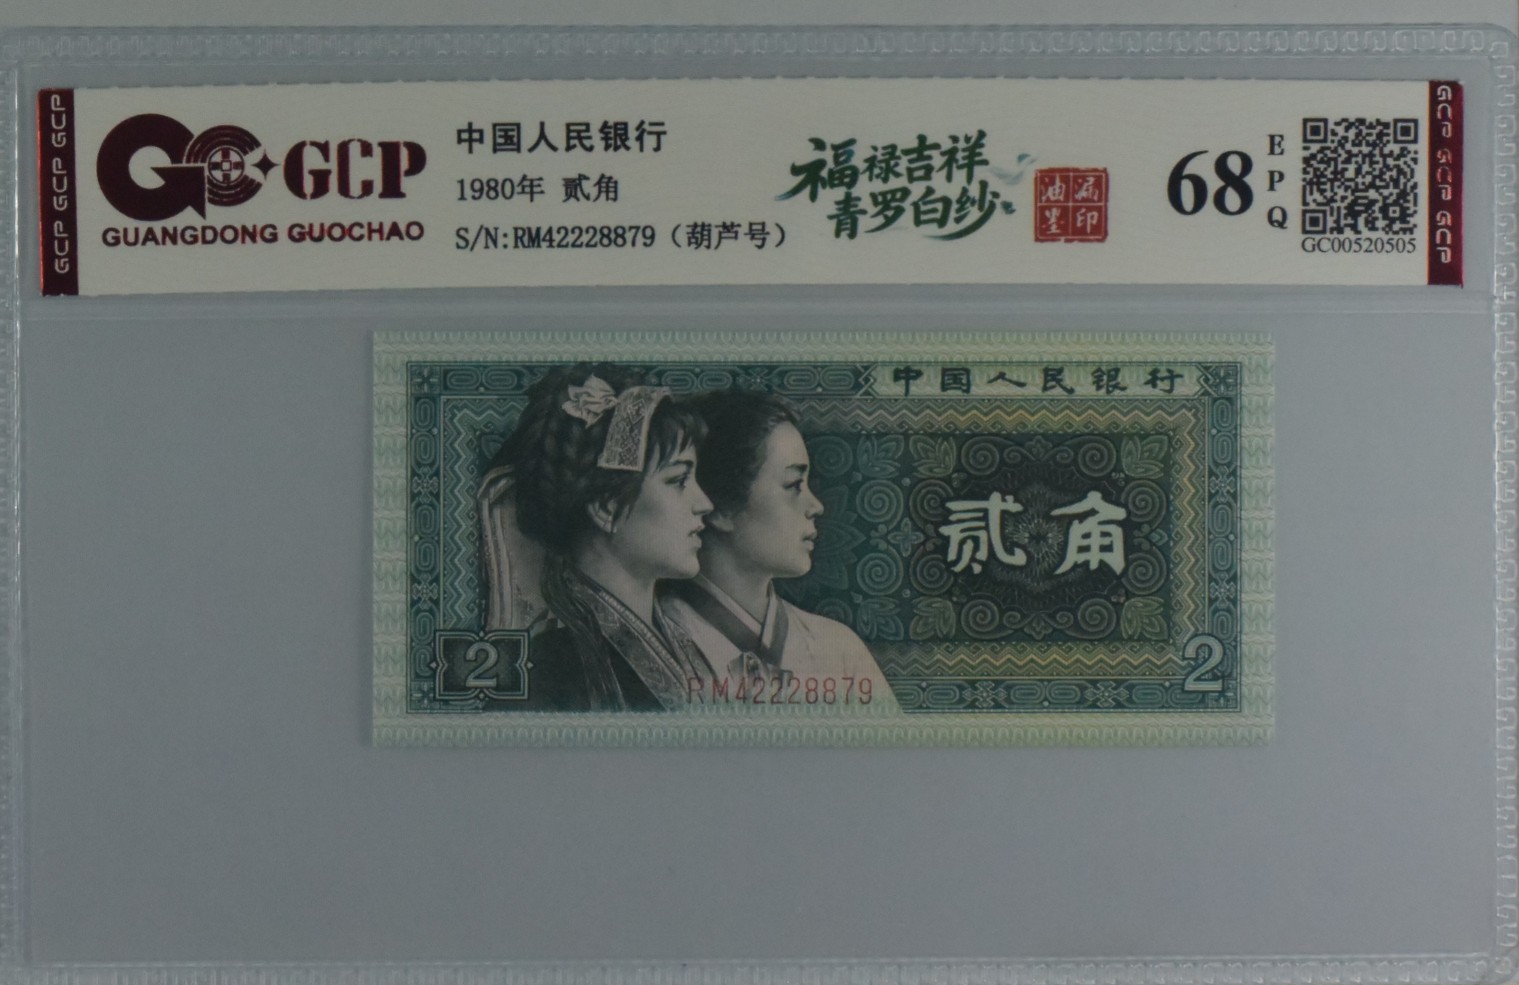 GCP GCP GCP
GCP
GUANGDONG GUOCHAO
中国人民银行
1980年 贰角
S/N:RM42228879（葫芦号）
福禄吉祥
青罗白纱
油漏
墨印
68
EPQ
GC00520505
GCP GCP GCP
中国人民银行
贰角
2
2
RM42228879